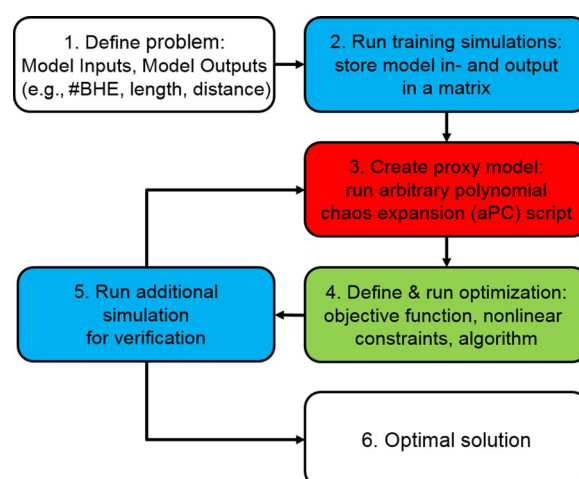 1. Define problem:
Model Inputs, Model Outputs
(e.g., #BHE, length, distance)
2. Run training simulations:
store model in- and output
in a matrix
3. Create proxy model:
run arbitrary polynomial
chaos expansion (aPC) script
4. Define & run optimization:
objective function, nonlinear
constraints, algorithm
5. Run additional
simulation
for verification
6. Optimal solution